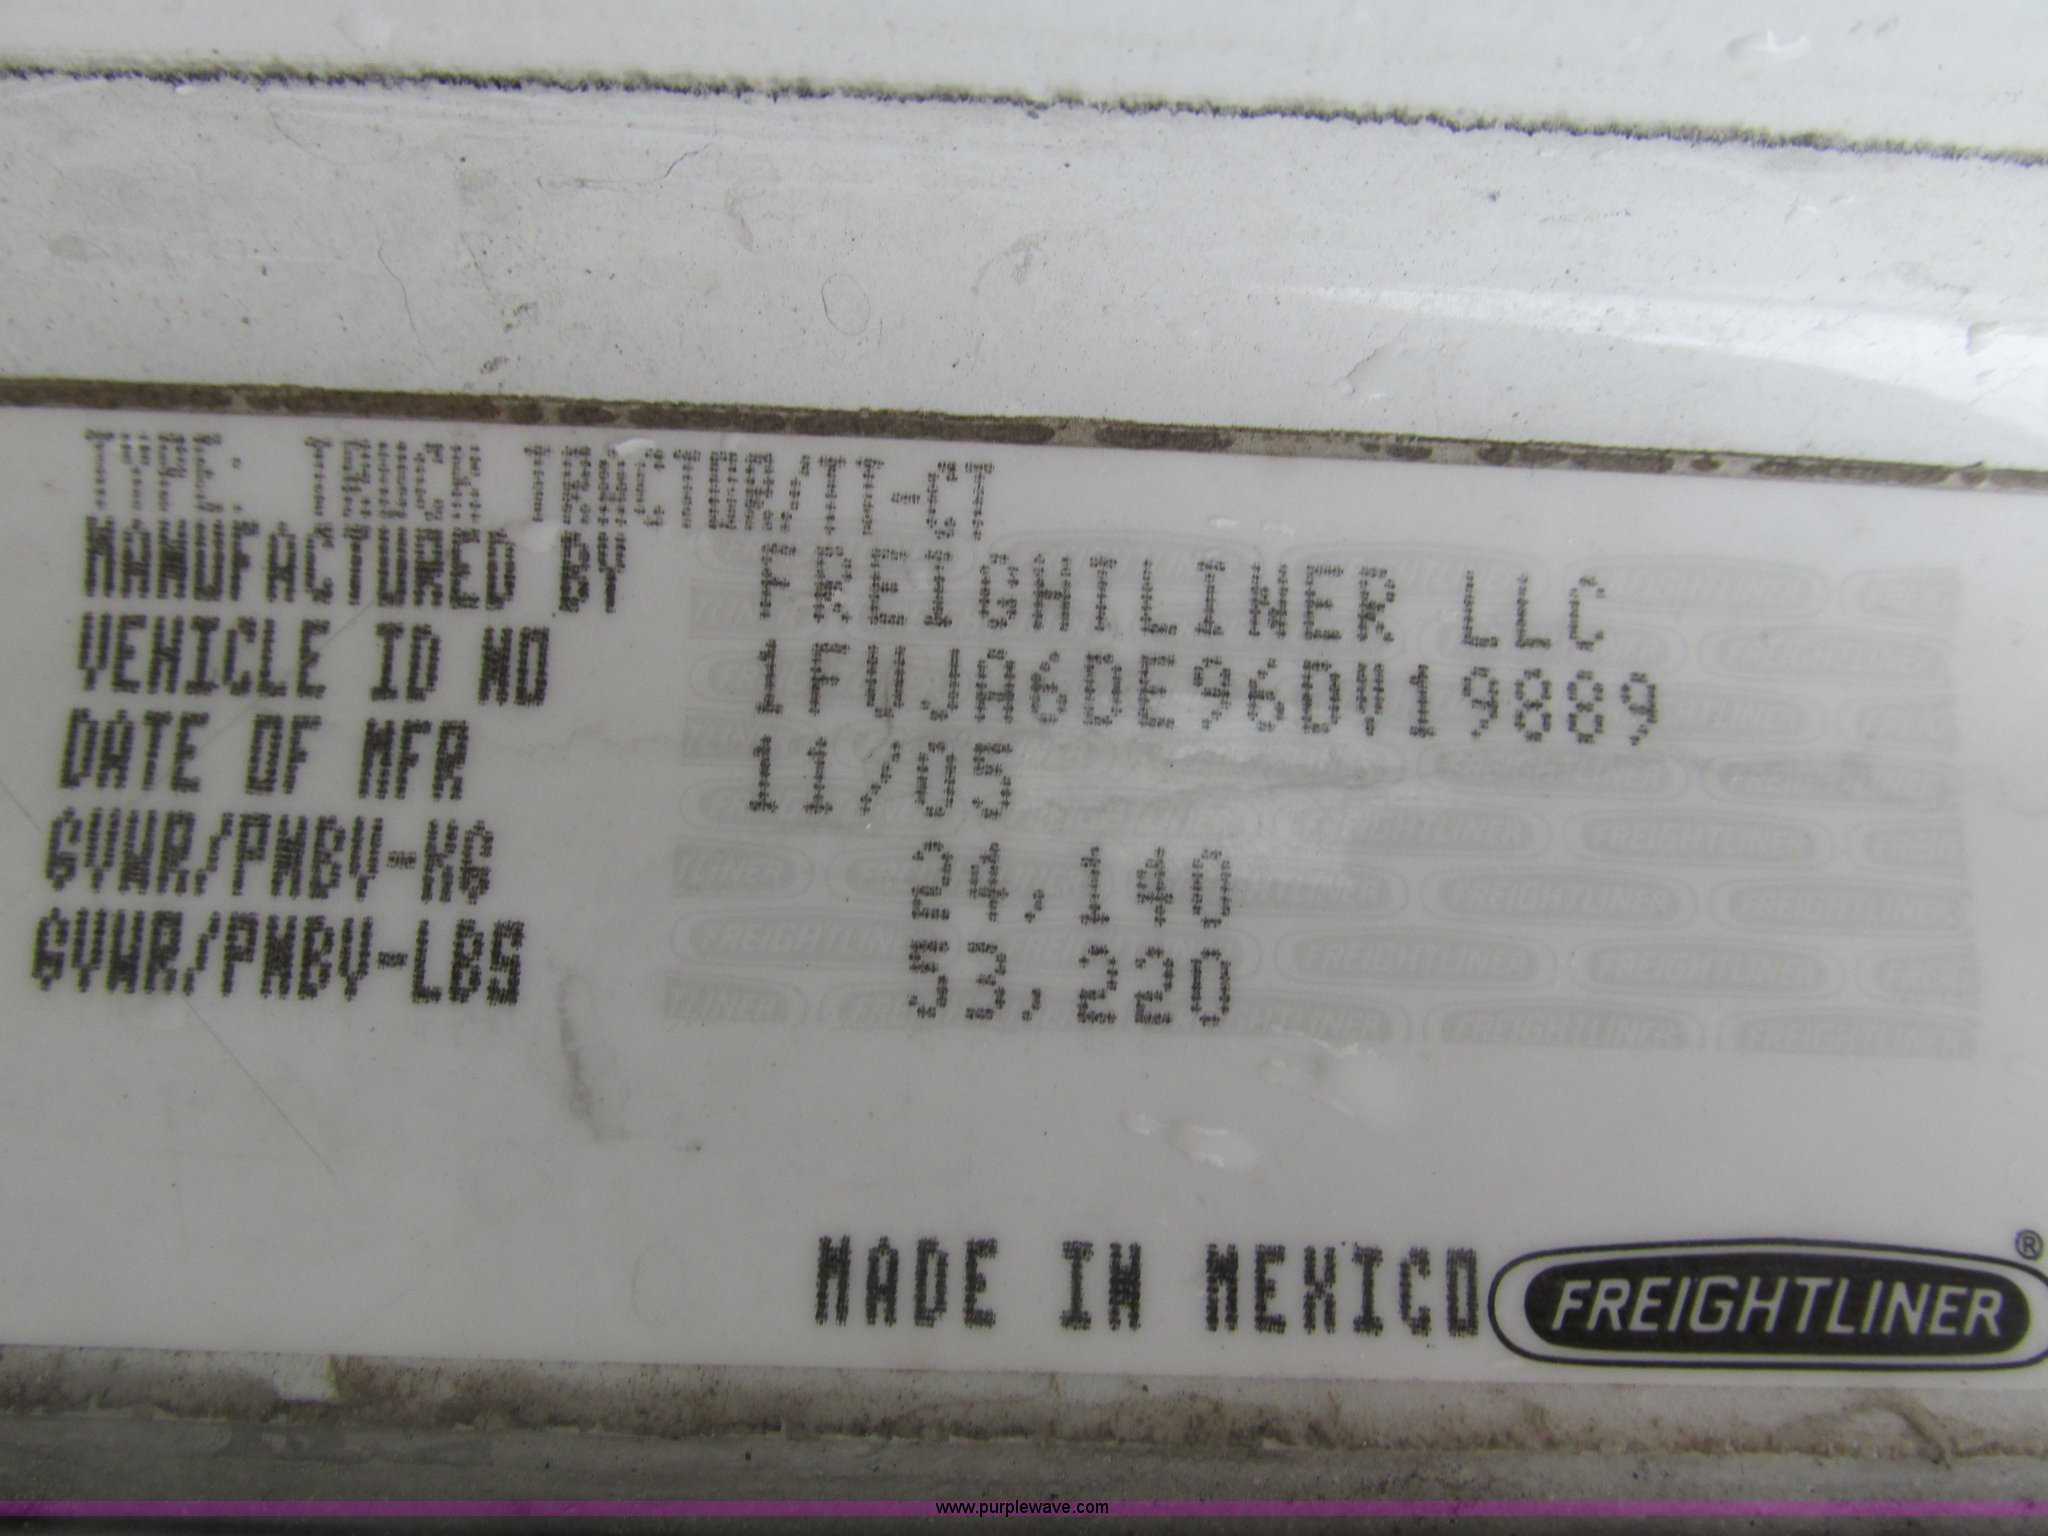 TYPE: TRUCK TRACTOR/TT-CT
MANUFACTURED BY FREIGHTLINER LLC
VEHICLE ID NO 1FUJA6DE96DW19889
DATE OF MFR 11/05
GVWR/PMBV-KG 24,140
GVWR/PMBV-LBS 53,220
MADE IN MEXICO FREIGHTLINER®
www.purplewave.com